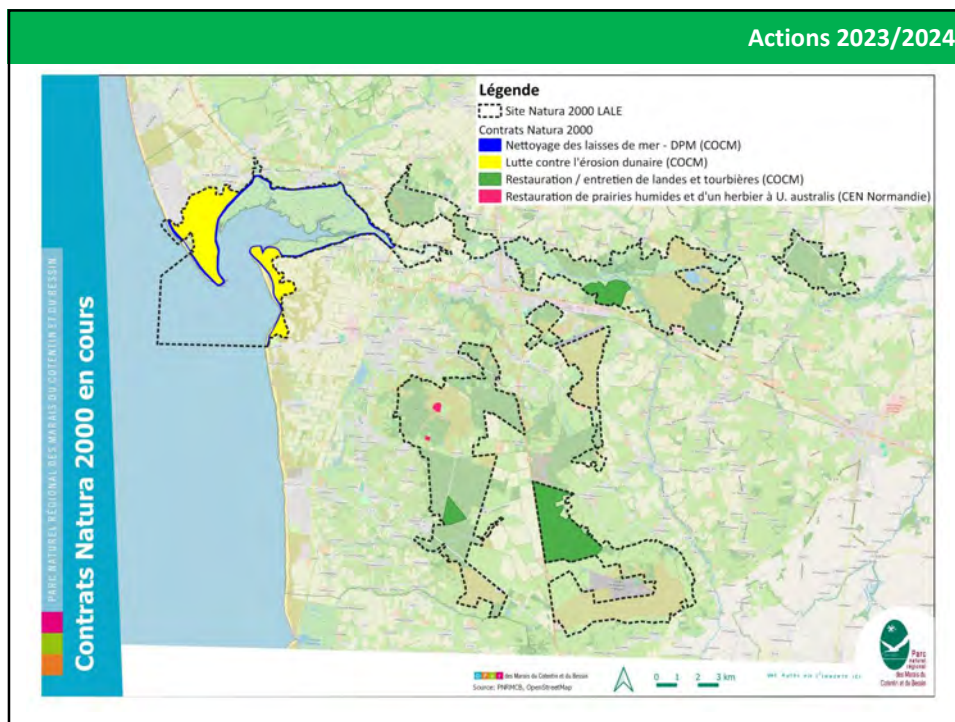 Actions 2023/2024
PARC NATUREL RÉGIONAL DES MARAIS DU COTENTIN ET DU BESSIN
Contrats Natura 2000 en cours
Légende
Site Natura 2000 LALE
Contrats Natura 2000
Nettoyage des laisses de mer - DPM (COCM)
Lutte contre l'érosion dunaire (COCM)
Restauration / entretien de landes et tourbières (COCM)
Restauration de prairies humides et d'un herbier à U. australis (CEN Normandie)
des Marais du Cotentin et du Bessin
Source: PNRMCB, OpenStreetMap
0 1 2 3 km
Parc
naturel
régional
des Marais du
Cotentin et du Bessin